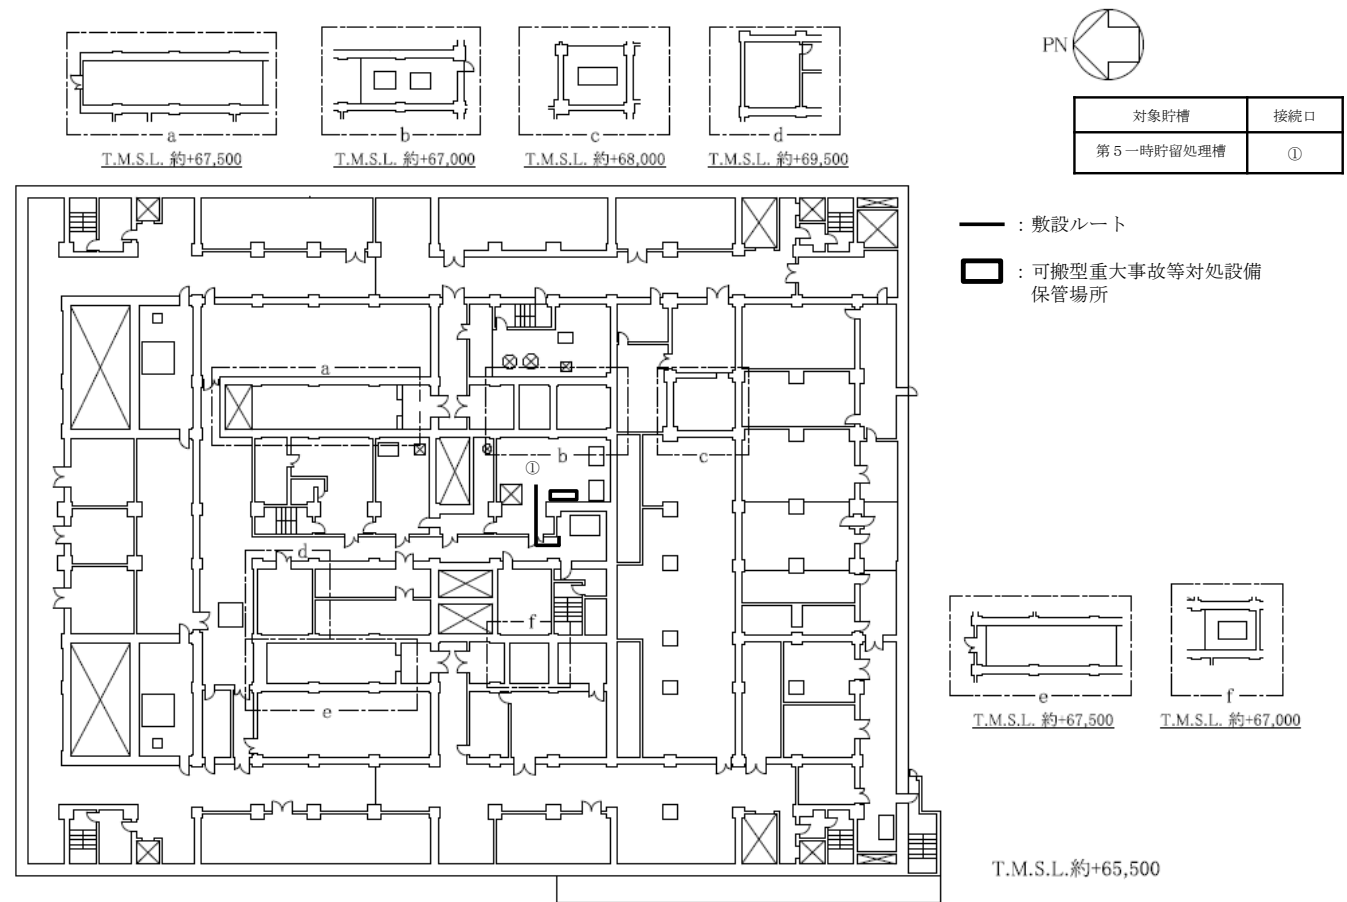 PN
対象貯槽 接続口
第5一時貯留処理槽 ①
a
T.M.S.L. 約+67,500
b
T.M.S.L. 約+67,000
c
T.M.S.L. 約+68,000
d
T.M.S.L. 約+69,500
:敷設ルート
:可搬型重大事故等対処設備
保管場所
a
b
c
①
d
f
e
e
T.M.S.L. 約+67,500
f
T.M.S.L. 約+67,000
T.M.S.L.約+65,500